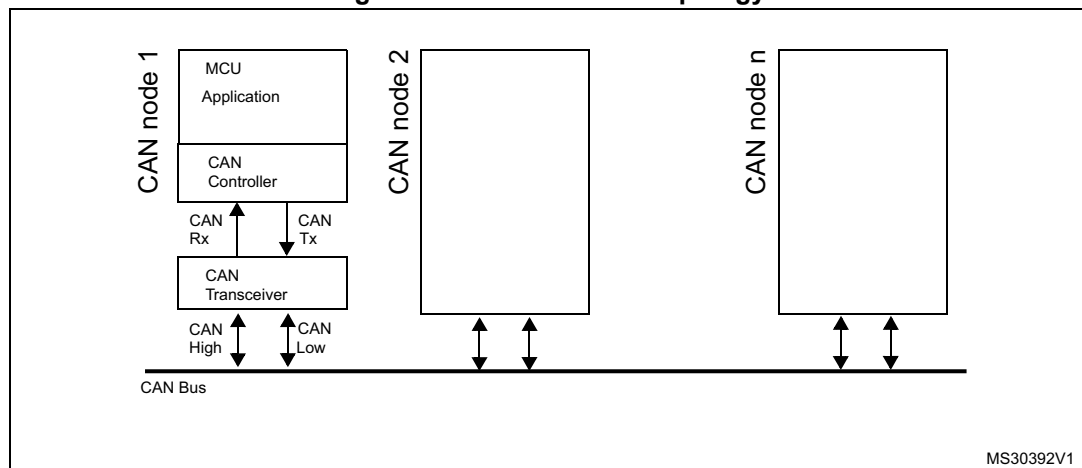 CAN node 1
MCU
Application
CAN
Controller
CAN
Rx
CAN
Tx
CAN
Transceiver
CAN
High
CAN
Low
CAN node 2
CAN node n
CAN Bus
MS30392V1